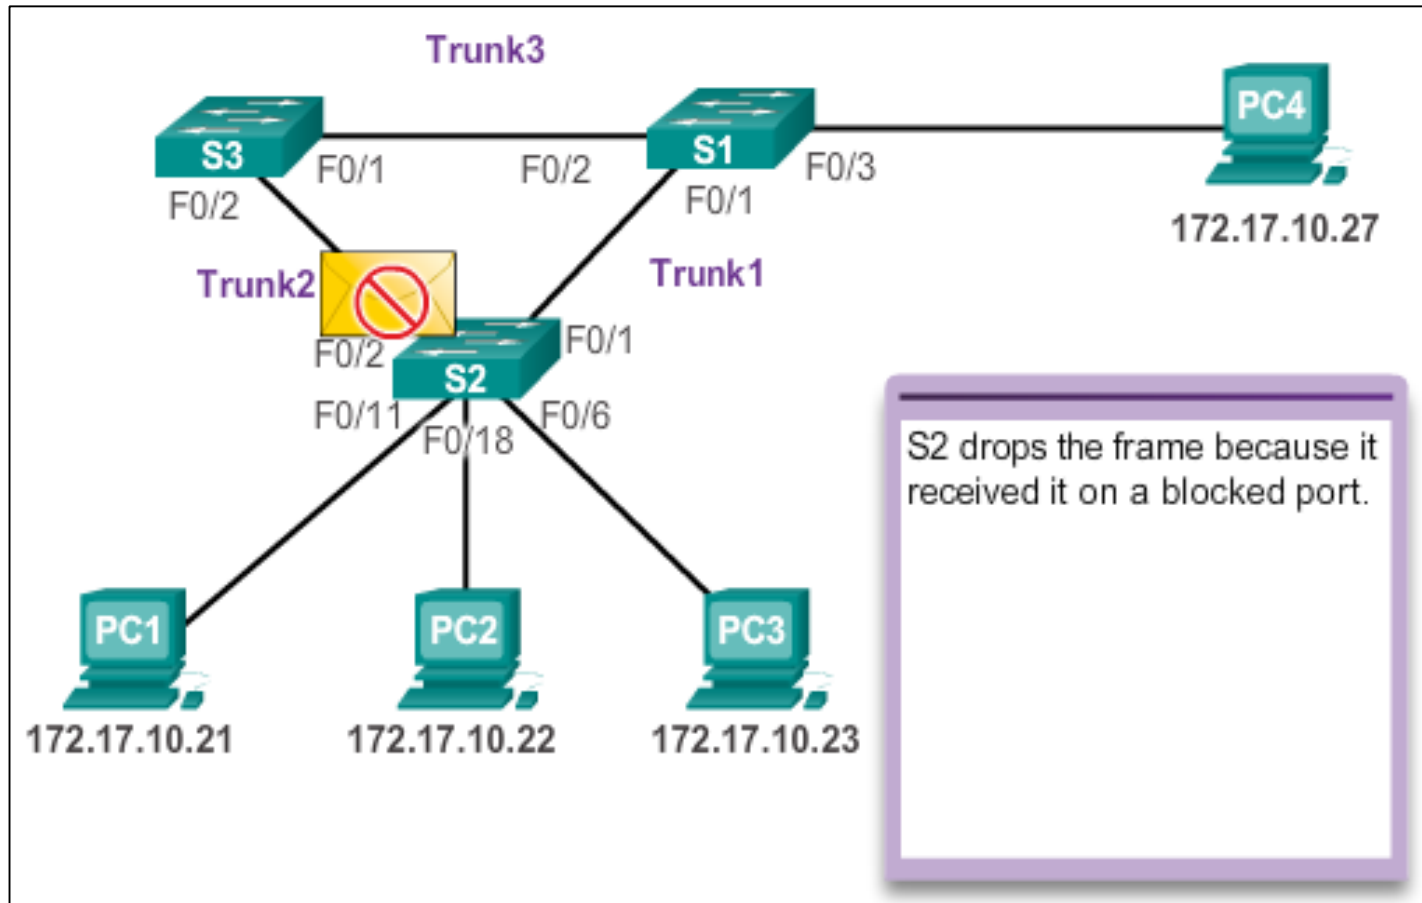 Trunk3
PC4
S3
S1
F0/1
F0/2
F0/3
F0/2
F0/1
172.17.10.27
Trunk2
Trunk1
F0/2
F0/1
S2
F0/11
F0/18
F0/6
S2 drops the frame because it
received it on a blocked port.
PC1
PC2
PC3
172.17.10.21
172.17.10.22
172.17.10.23